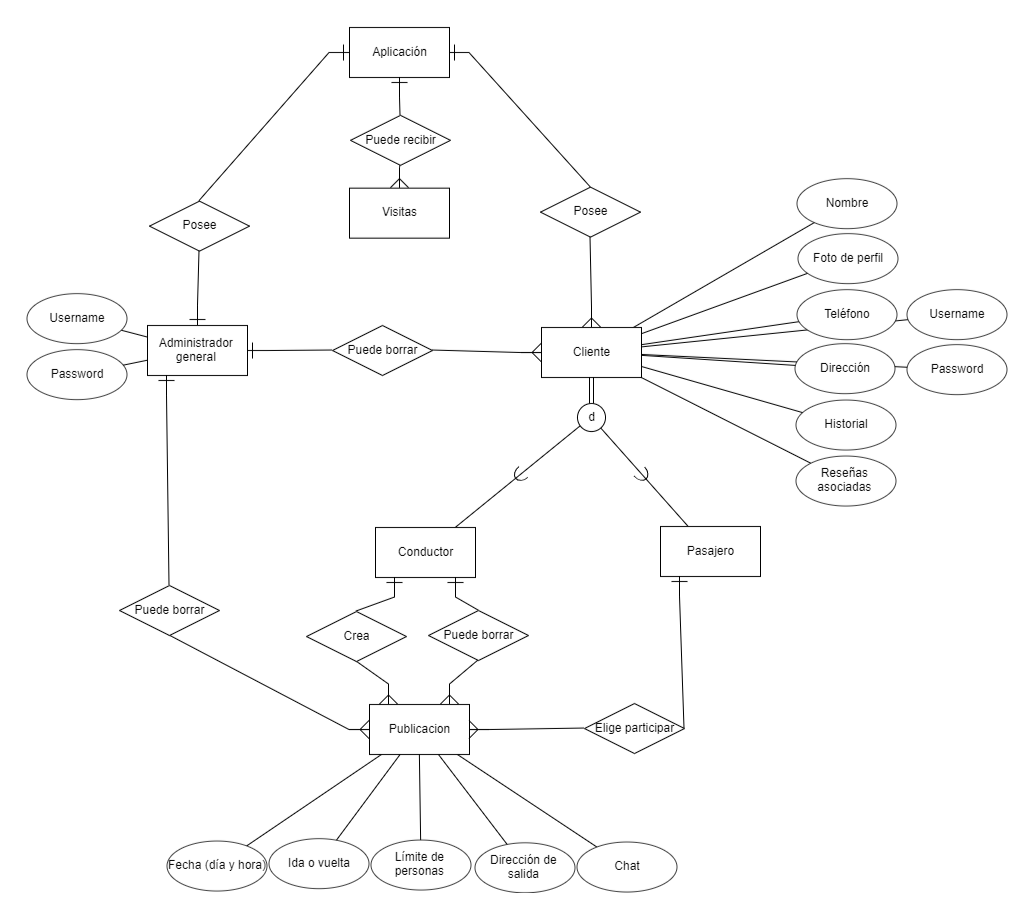 Aplicación
Puede recibir
Visitas
Posee
Posee
Nombre
Foto de perfil
Teléfono
Username
Dirección
Password
Historial
Reseñas
asociadas
Username
Password
Administrador
general
Puede borrar
Cliente
d
Conductor
Pasajero
Puede borrar
Crea
Puede borrar
Elige participar
Publicacion
Fecha (día y hora)
Ida o vuelta
Límite de
personas
Dirección de
salida
Chat